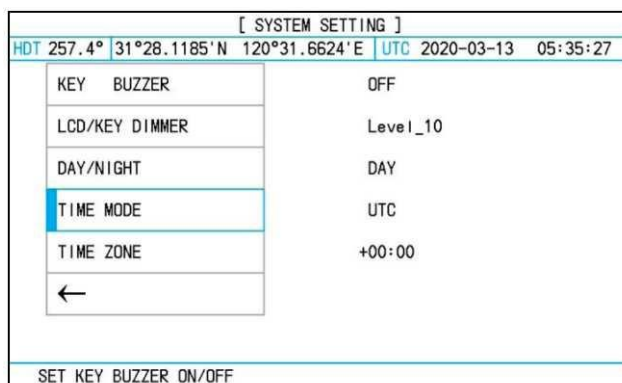 [ SYSTEM SETTING ]
HDT 257.4° 31°28.1185'N 120°31.6624'E UTC 2020-03-13 05:35:27
KEY BUZZER OFF
LCD/KEY DIMMER Level_10
DAY/NIGHT DAY
TIME MODE UTC
TIME ZONE +00:00
←
SET KEY BUZZER ON/OFF